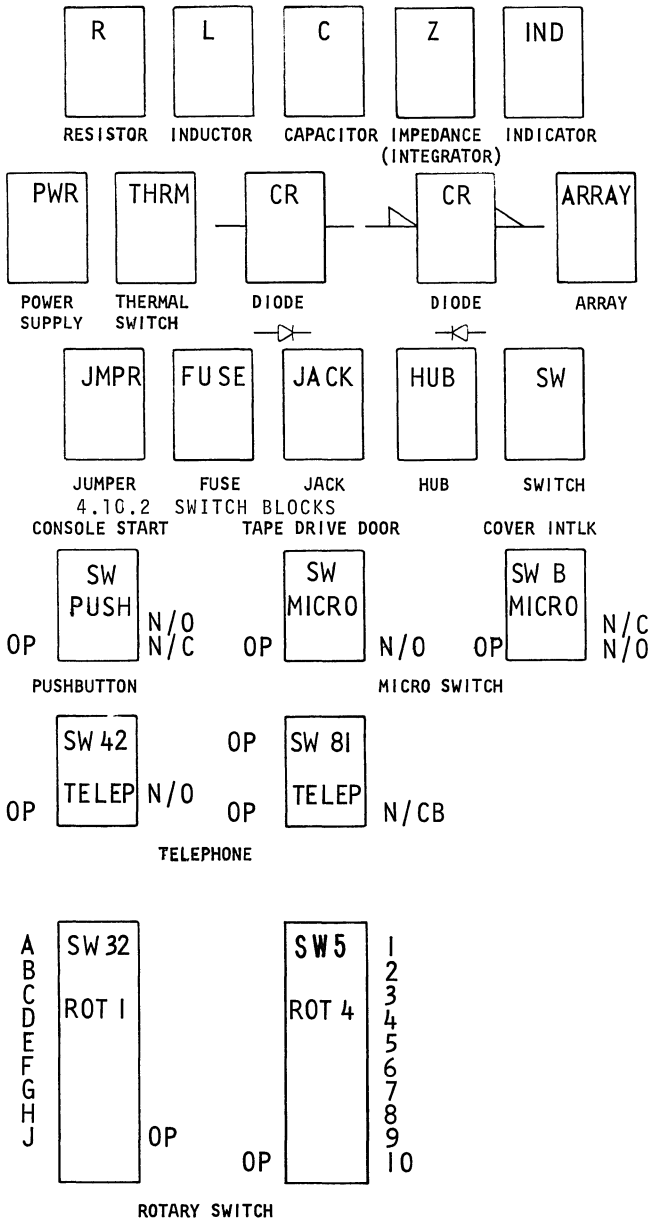 R L C Z IND
RESISTOR INDUCTOR CAPACITOR IMPEDANCE INDICATOR
(INTEGRATOR)
PWR THRM CR CR ARRAY
POWER THERMAL DIODE DIODE ARRAY
SUPPLY SWITCH
JMPR FUSE JACK HUB SW
JUMPER FUSE JACK HUB SWITCH
4.10.2 SWITCH BLOCKS
CONSOLE START TAPE DRIVE DOOR COVER INTLK
SW SW SW B
PUSH MICRO MICRO
N/O N/C
OP N/C OP N/O OP N/O
PUSHBUTTON MICRO SWITCH
SW 42 OP SW 81
TELEP N/O TELEP
OP OP N/CB
TELEPHONE
A SW 32 SW 5 1
B 2
C 3
D ROT 1 ROT 4 4
E 5
F 6
G 7
H 8
J OP 9
OP 10
ROTARY SWITCH